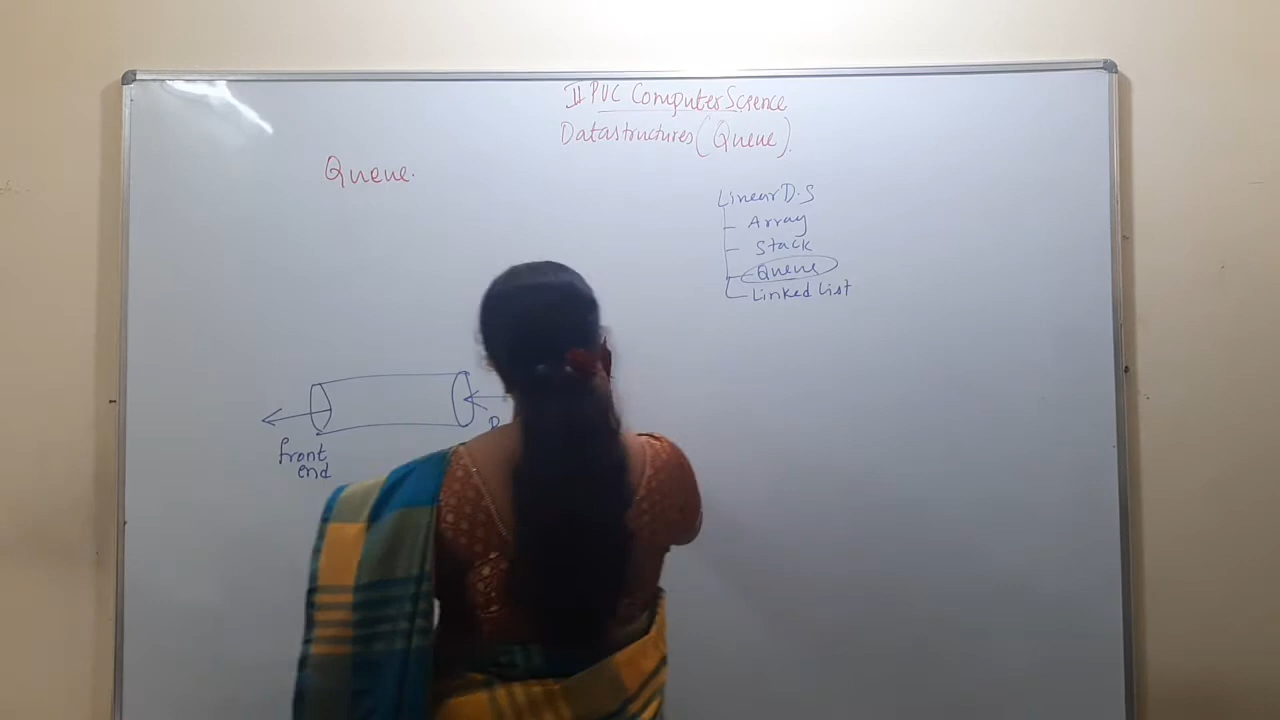 II PUC Computer Science
Datastructures (Queue).
Queue.
Linear D.S
Array
Stack
Queue
Linked List
front
end